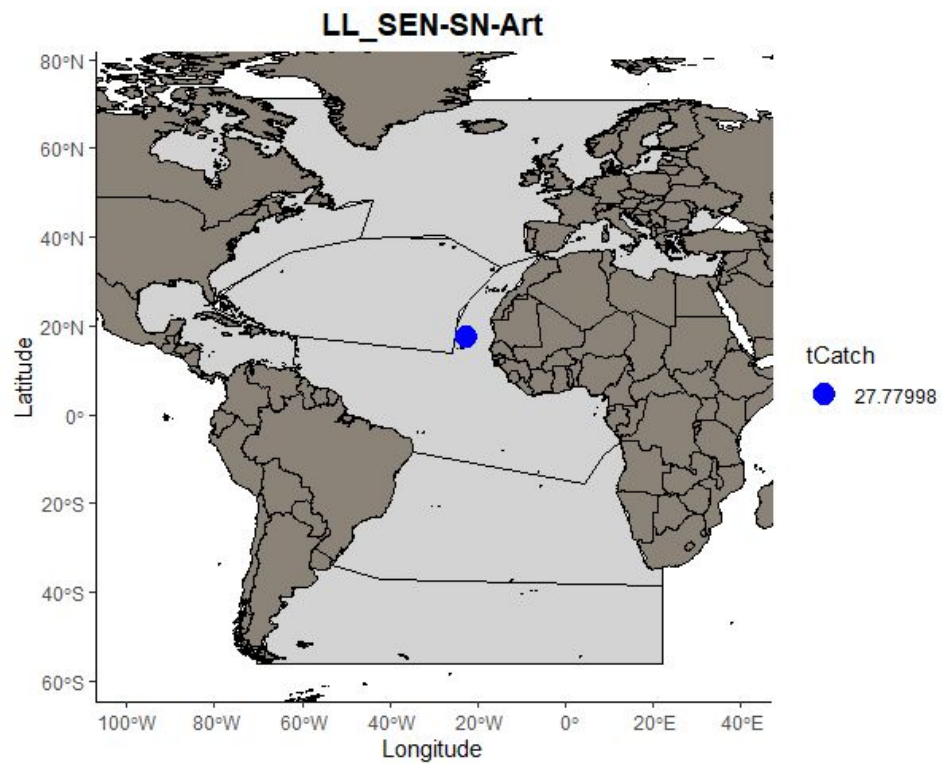 LL_SEN-SN-Art
80°N
60°N
40°N
20°N
0°
20°S
40°S
60°S
Latitude
100°W
80°W
60°W
40°W
20°W
0°
20°E
40°E
Longitude
tCatch
27.77998